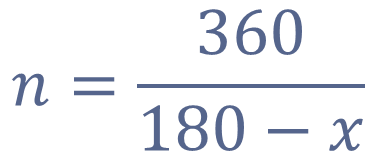 n = 360 / (180 − x)